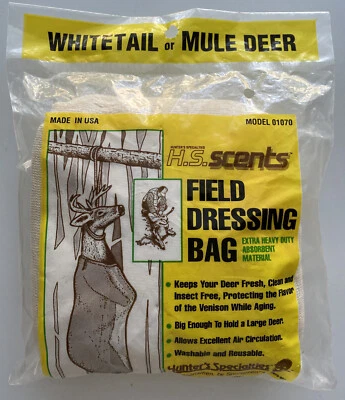 WHITETAIL or MULE DEER
MADE IN USA
MODEL 01070
HUNTER'S SPECIALTIES
H.S. scents
FIELD
DRESSING
BAG
EXTRA HEAVY DUTY
ABSORBENT
MATERIAL
• Keeps Your Deer Fresh, Clean and
Insect Free, Protecting the Flavor
of the Venison While Aging.
• Big Enough To Hold a Large Deer.
• Allows Excellent Air Circulation.
• Washable and Reusable.
Hunter's Specialties